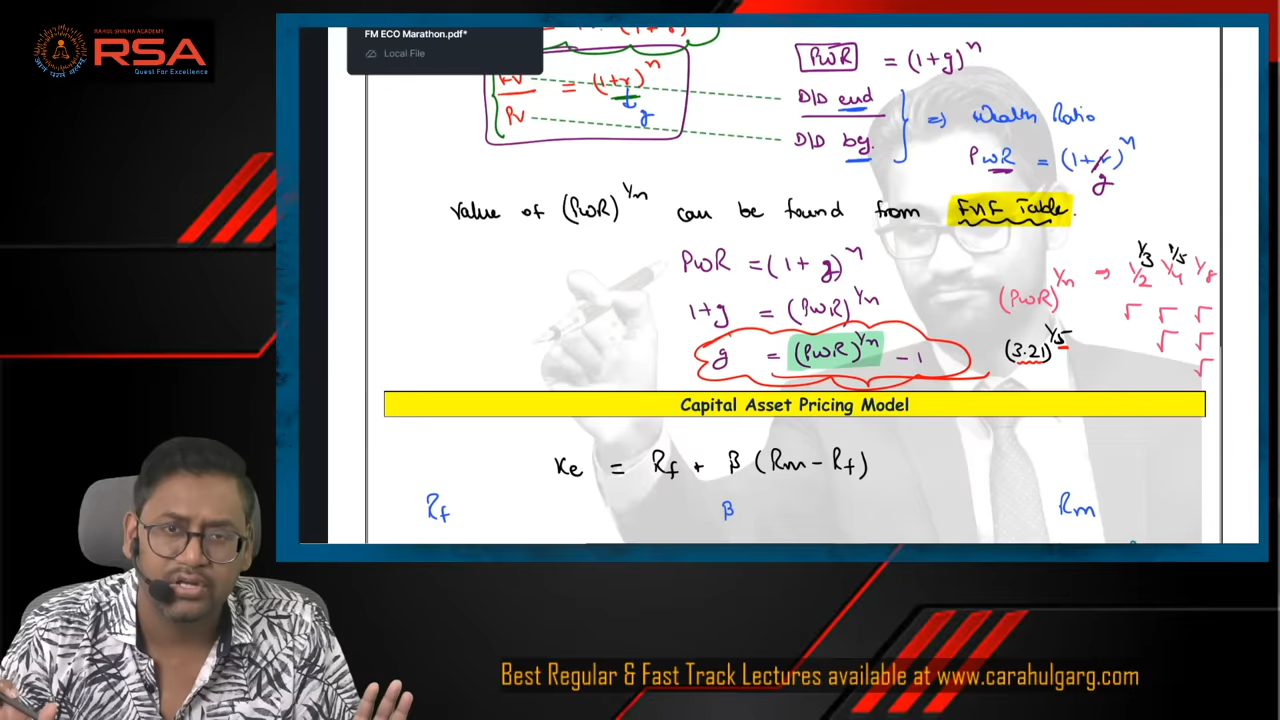 RAHUL SHIKHA ACADEMY
RSA
Quest For Excellence
FM ECO Marathon.pdf*
Local File
FV / PV = (1+r)^n
g
PWR = (1+g)^n
D/D end
D/D beg.
⇒ Wealth Ratio
PWR = (1+r)^n
g
Value of (PWR)^1/n can be found from FVIF Table.
PWR = (1+g)^n
1+g = (PWR)^1/n
g = (PWR)^1/n - 1
(PWR)^1/n ⇒ 1/2 1/3 1/4 1/5 1/8
√ √ √
√ √
√
(3.21)^1/5
Capital Asset Pricing Model
Ke = Rf + β (Rm - Rf)
Rf β Rm
Best Regular & Fast Track Lectures available at www.carahulgarg.com